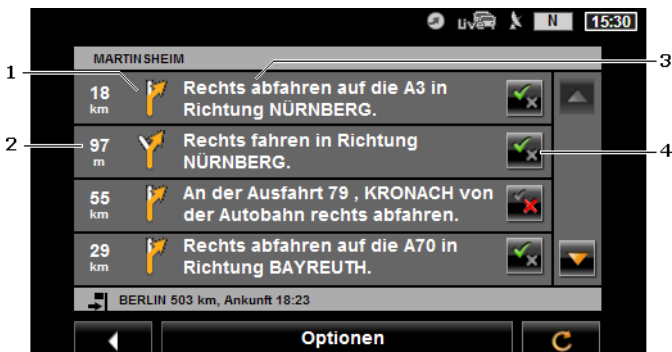 Live N 15:30
MARTINSHEIM
1
3
18 km
Rechts abfahren auf die A3 in
Richtung NÜRNBERG.
2
97 m
Rechts fahren in Richtung
NÜRNBERG.
4
55 km
An der Ausfahrt 79 , KRONACH von
der Autobahn rechts abfahren.
29 km
Rechts abfahren auf die A70 in
Richtung BAYREUTH.
BERLIN 503 km, Ankunft 18:23
Optionen